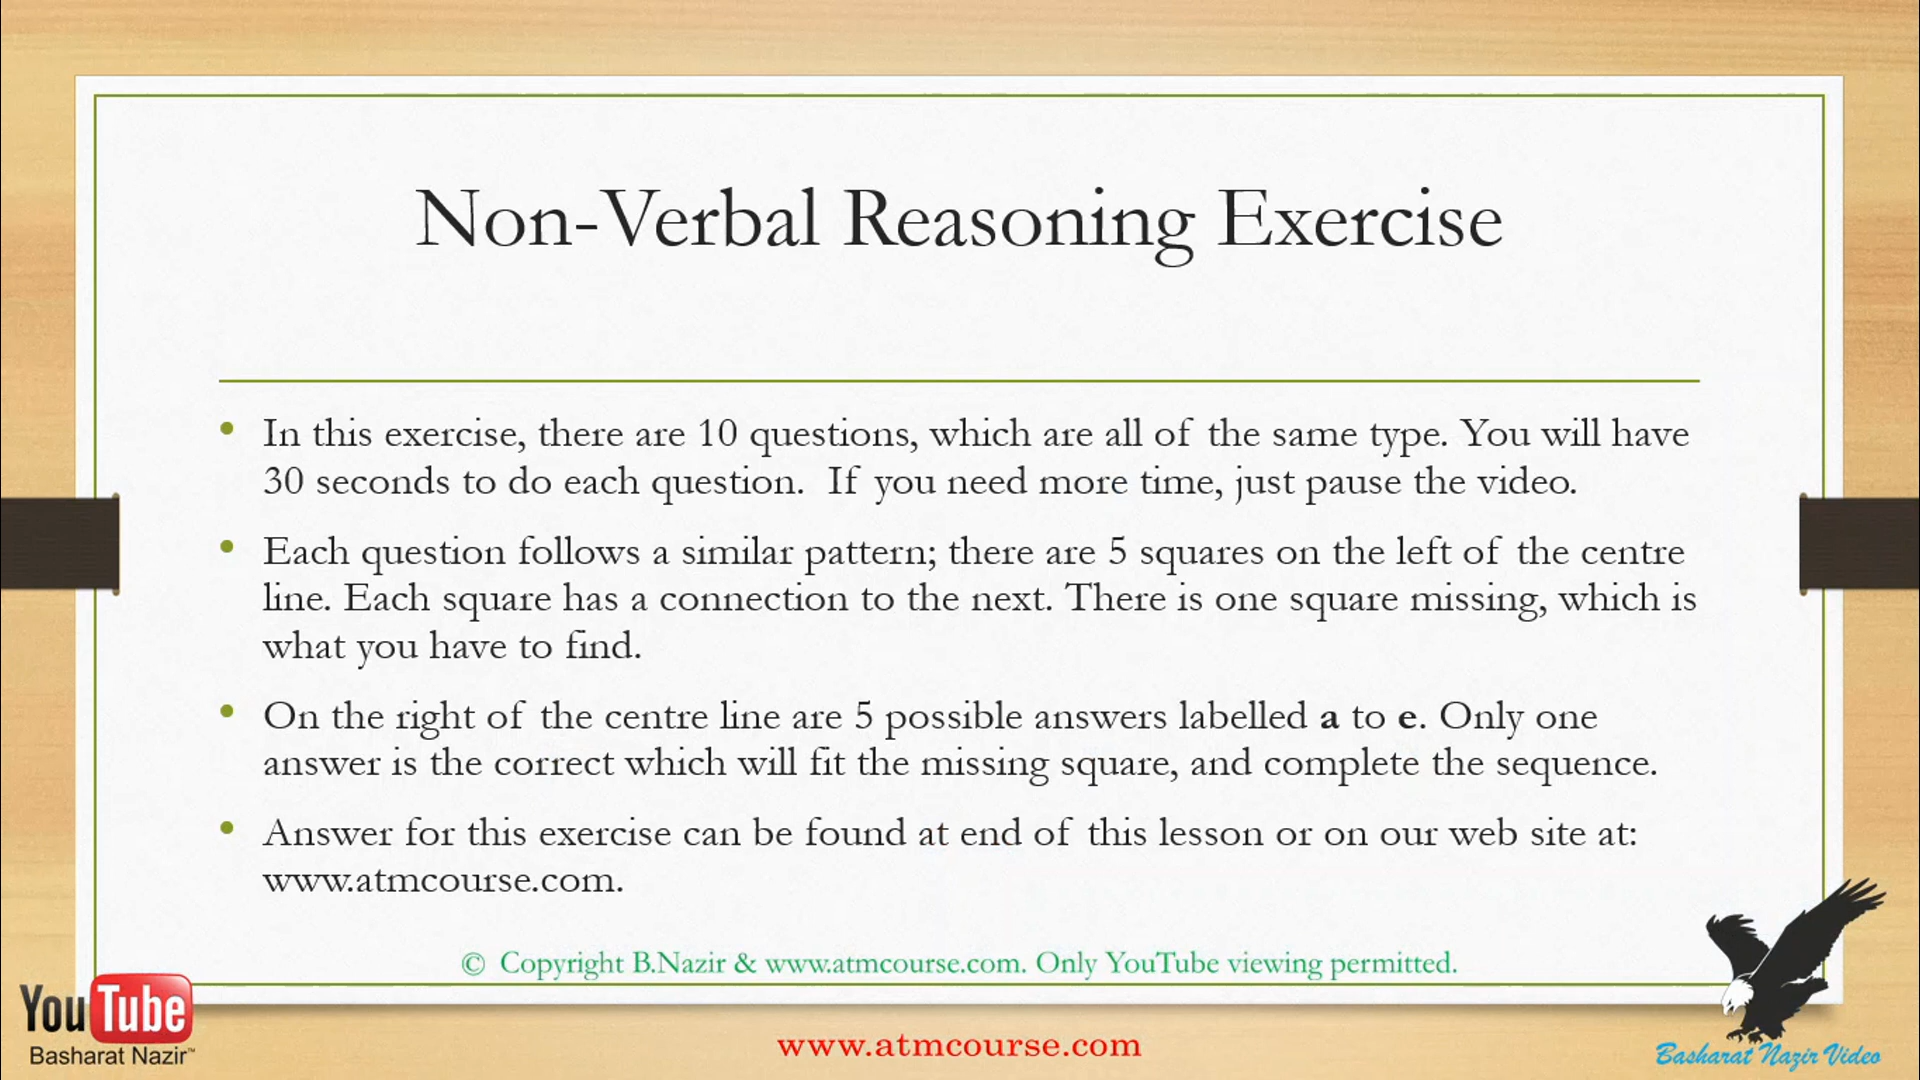 Non-Verbal Reasoning Exercise
• In this exercise, there are 10 questions, which are all of the same type. You will have
30 seconds to do each question. If you need more time, just pause the video.
• Each question follows a similar pattern; there are 5 squares on the left of the centre
line. Each square has a connection to the next. There is one square missing, which is
what you have to find.
• On the right of the centre line are 5 possible answers labelled a to e. Only one
answer is the correct which will fit the missing square, and complete the sequence.
• Answer for this exercise can be found at end of this lesson or on our web site at:
www.atmcourse.com.
© Copyright B.Nazir & www.atmcourse.com. Only YouTube viewing permitted.
YouTube
Basharat Nazir™
www.atmcourse.com
Basharat Nazir Video